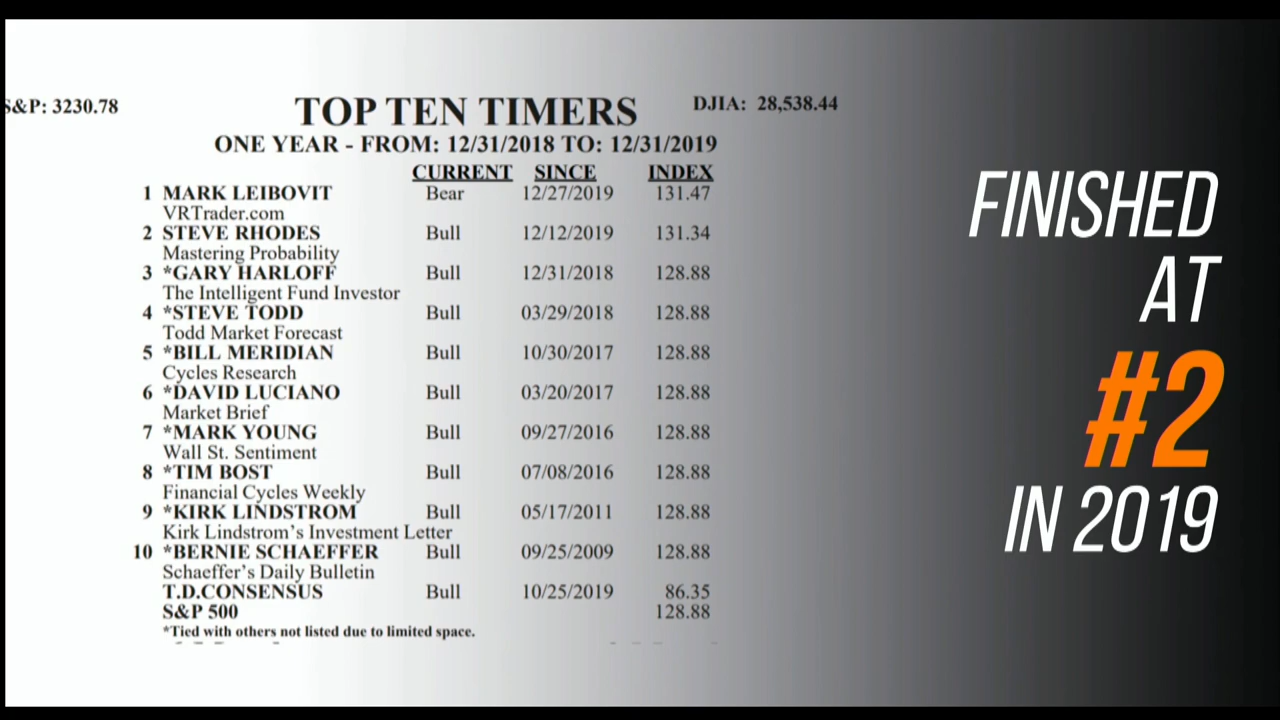 S&P: 3230.78
TOP TEN TIMERS
DJIA: 28,538.44
ONE YEAR - FROM: 12/31/2018 TO: 12/31/2019
CURRENT SINCE INDEX
1 MARK LEIBOVIT Bear 12/27/2019 131.47
VRTrader.com
2 STEVE RHODES Bull 12/12/2019 131.34
Mastering Probability
3 *GARY HARLOFF Bull 12/31/2018 128.88
The Intelligent Fund Investor
4 *STEVE TODD Bull 03/29/2018 128.88
Todd Market Forecast
5 *BILL MERIDIAN Bull 10/30/2017 128.88
Cycles Research
6 *DAVID LUCIANO Bull 03/20/2017 128.88
Market Brief
7 *MARK YOUNG Bull 09/27/2016 128.88
Wall St. Sentiment
8 *TIM BOST Bull 07/08/2016 128.88
Financial Cycles Weekly
9 *KIRK LINDSTROM Bull 05/17/2011 128.88
Kirk Lindstrom's Investment Letter
10 *BERNIE SCHAEFFER Bull 09/25/2009 128.88
Schaeffer's Daily Bulletin
T.D.CONSENSUS Bull 10/25/2019 86.35
S&P 500 128.88
*Tied with others not listed due to limited space.
FINISHED
AT
#2
IN 2019